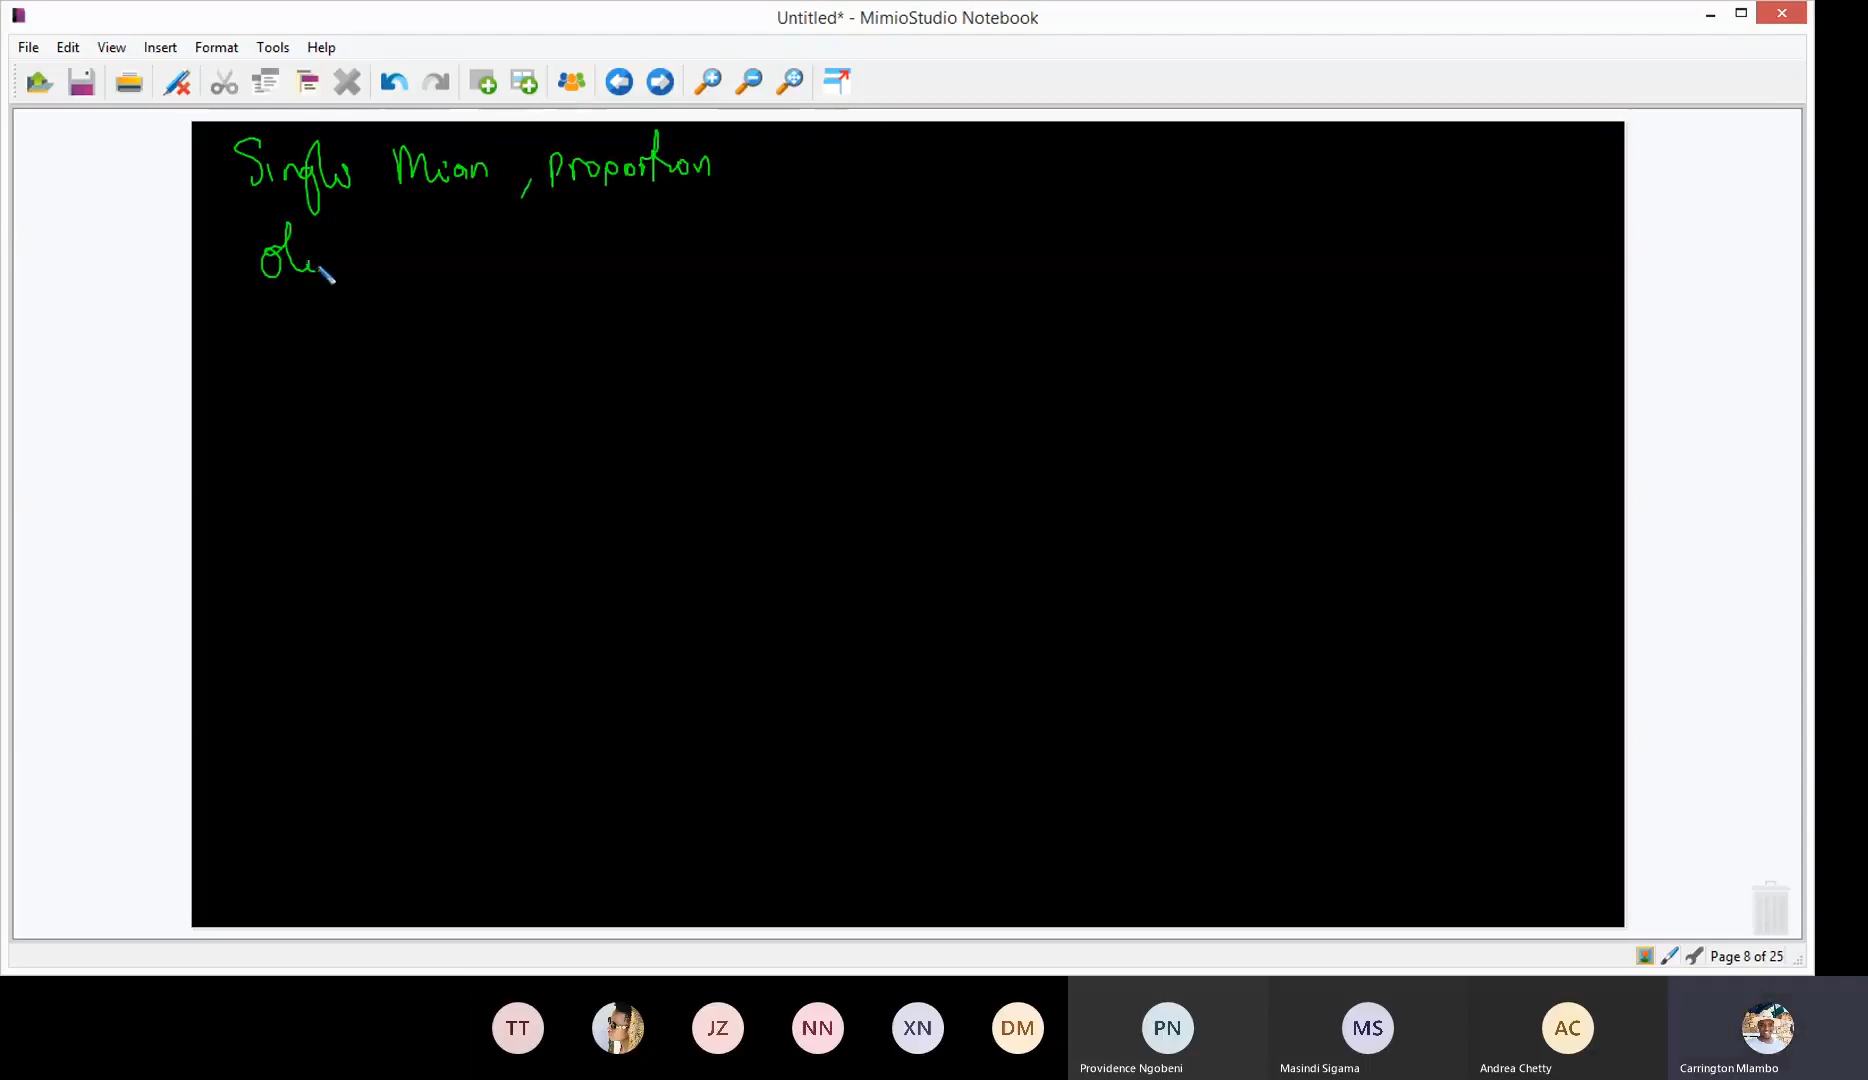 Untitled* - MimioStudio Notebook
File Edit View Insert Format Tools Help
Single Mean , Proportion
Page 8 of 25
TT JZ NN XN DM PN MS AC
Providence Ngobeni Masindi Sigama Andrea Chetty Carrington Mlambo